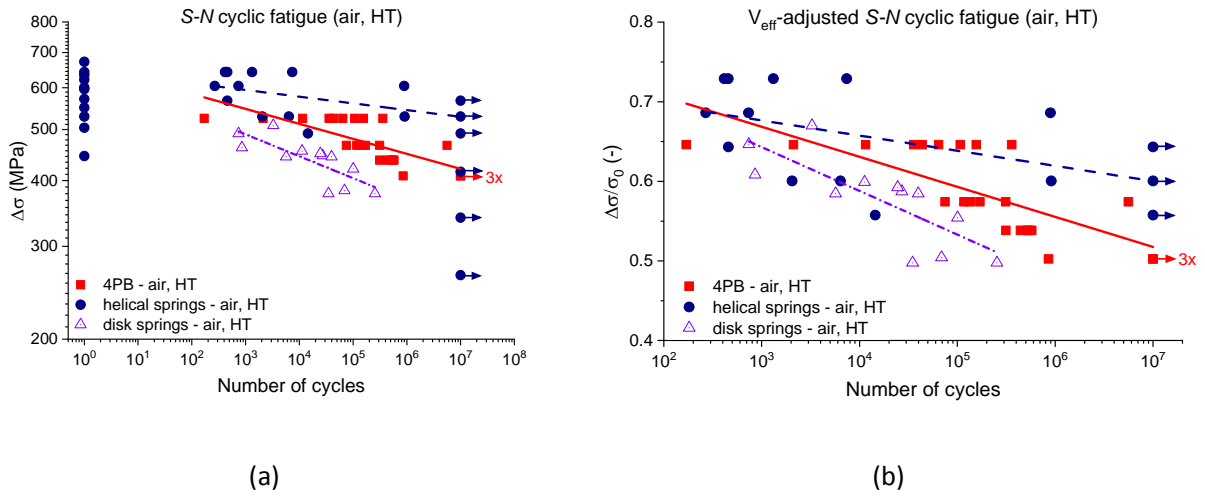 S-N cyclic fatigue (air, HT)
800
700
600
500
400
300
200
Δσ (MPa)
3x
4PB - air, HT
helical springs - air, HT
disk springs - air, HT
10⁰ 10¹ 10² 10³ 10⁴ 10⁵ 10⁶ 10⁷ 10⁸
Number of cycles
(a)
V_eff-adjusted S-N cyclic fatigue (air, HT)
0.8
0.7
0.6
0.5
0.4
Δσ/σ₀ (-)
3x
4PB - air, HT
helical springs - air, HT
disk springs - air, HT
10² 10³ 10⁴ 10⁵ 10⁶ 10⁷
Number of cycles
(b)